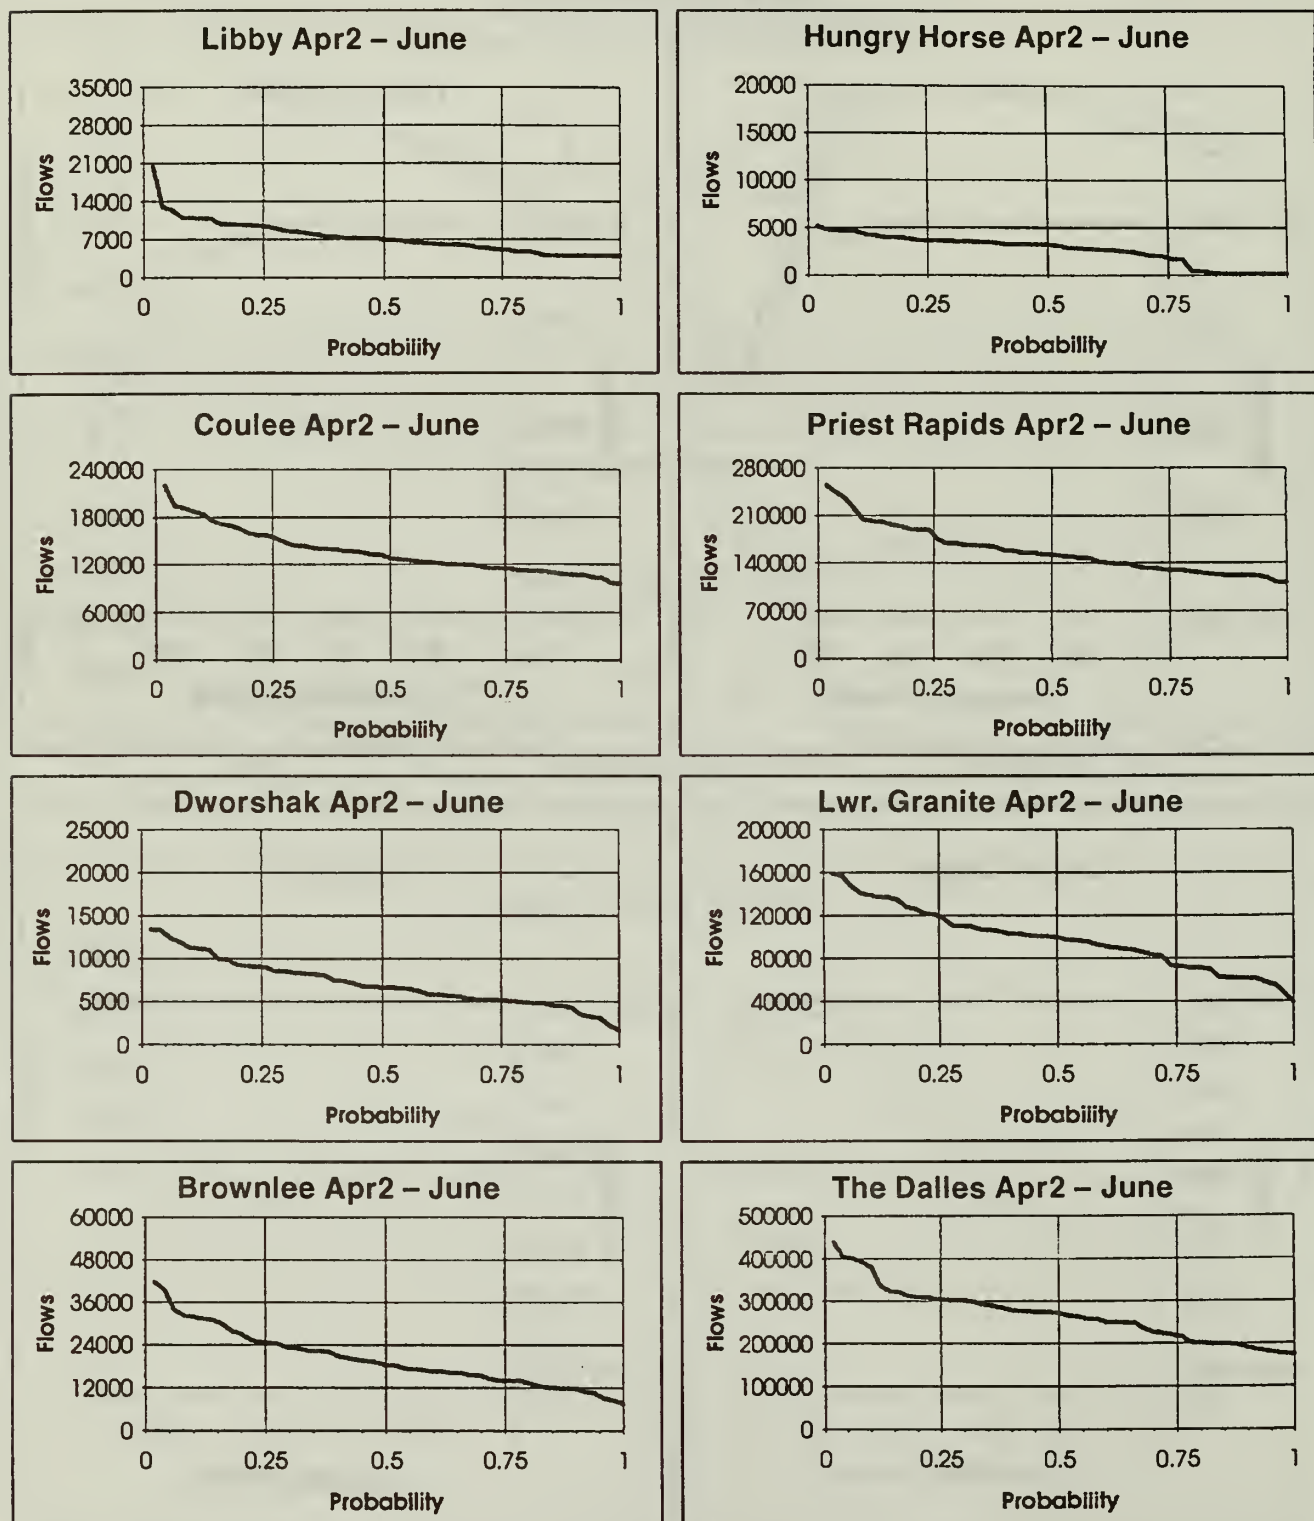 Libby Apr2 – June
35000
28000
21000
14000
7000
0
Flows
0 0.25 0.5 0.75 1
Probability
Hungry Horse Apr2 – June
20000
15000
10000
5000
0
Flows
0 0.25 0.5 0.75 1
Probability
Coulee Apr2 – June
240000
180000
120000
60000
0
Flows
0 0.25 0.5 0.75 1
Probability
Priest Rapids Apr2 – June
280000
210000
140000
70000
0
Flows
0 0.25 0.5 0.75 1
Probability
Dworshak Apr2 – June
25000
20000
15000
10000
5000
0
Flows
0 0.25 0.5 0.75 1
Probability
Lwr. Granite Apr2 – June
200000
160000
120000
80000
40000
0
Flows
0 0.25 0.5 0.75 1
Probability
Brownlee Apr2 – June
60000
48000
36000
24000
12000
0
Flows
0 0.25 0.5 0.75 1
Probability
The Dalles Apr2 – June
500000
400000
300000
200000
100000
0
Flows
0 0.25 0.5 0.75 1
Probability